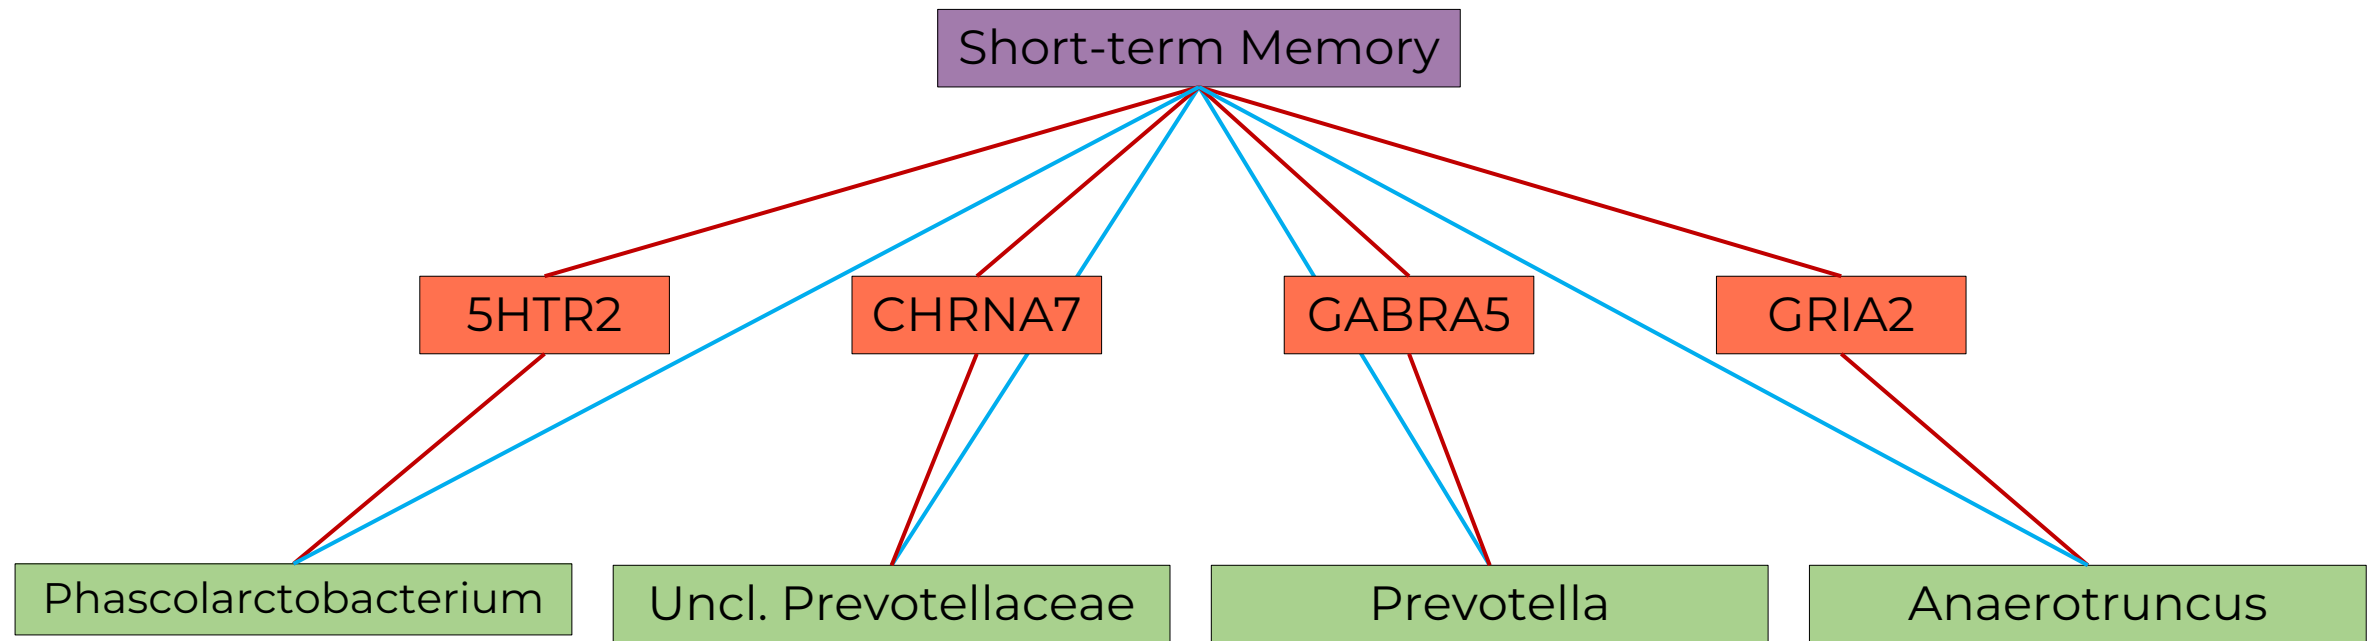 Short-term Memory
5HTR2
CHRNA7
GABRA5
GRIA2
Phascolarctobacterium
Uncl. Prevotellaceae
Prevotella
Anaerotruncus